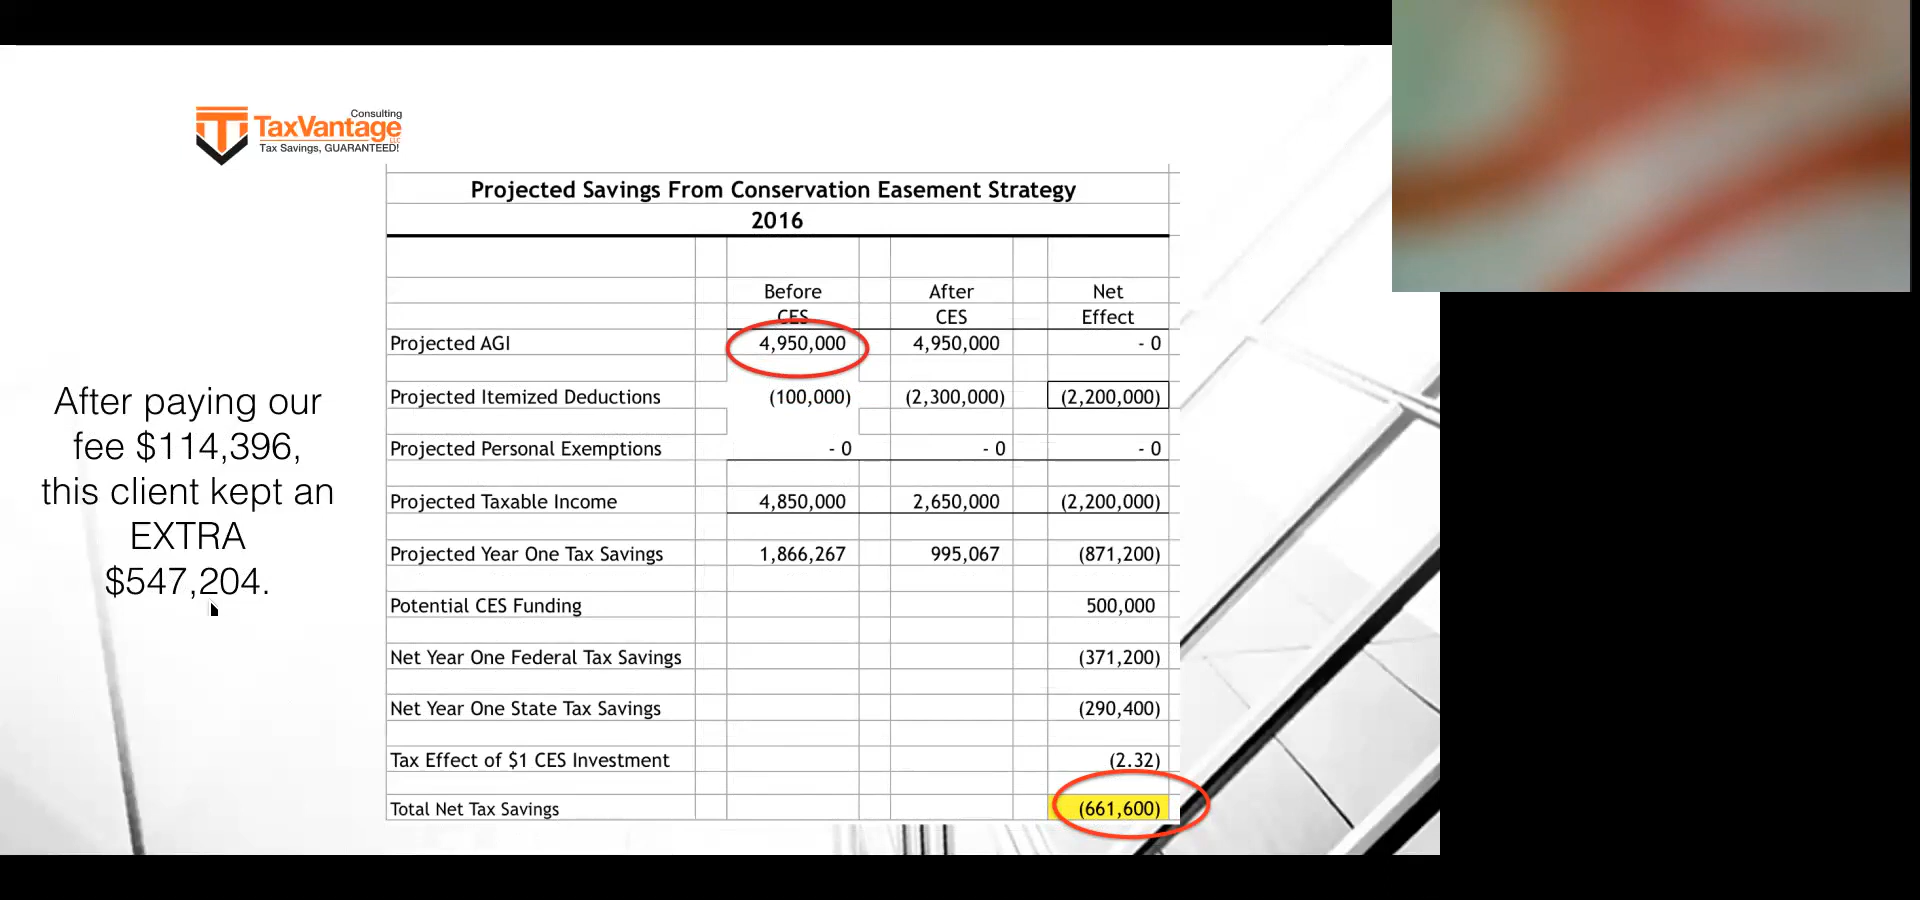 Consulting
TaxVantage
LLC
Tax Savings, GUARANTEED!
Projected Savings From Conservation Easement Strategy
2016
Before After Net
CES CES Effect
Projected AGI 4,950,000 4,950,000 - 0
Projected Itemized Deductions (100,000) (2,300,000) (2,200,000)
Projected Personal Exemptions - 0 - 0 - 0
Projected Taxable Income 4,850,000 2,650,000 (2,200,000)
Projected Year One Tax Savings 1,866,267 995,067 (871,200)
Potential CES Funding 500,000
Net Year One Federal Tax Savings (371,200)
Net Year One State Tax Savings (290,400)
Tax Effect of $1 CES Investment (2.32)
Total Net Tax Savings (661,600)
After paying our
fee $114,396,
this client kept an
EXTRA
$547,204.